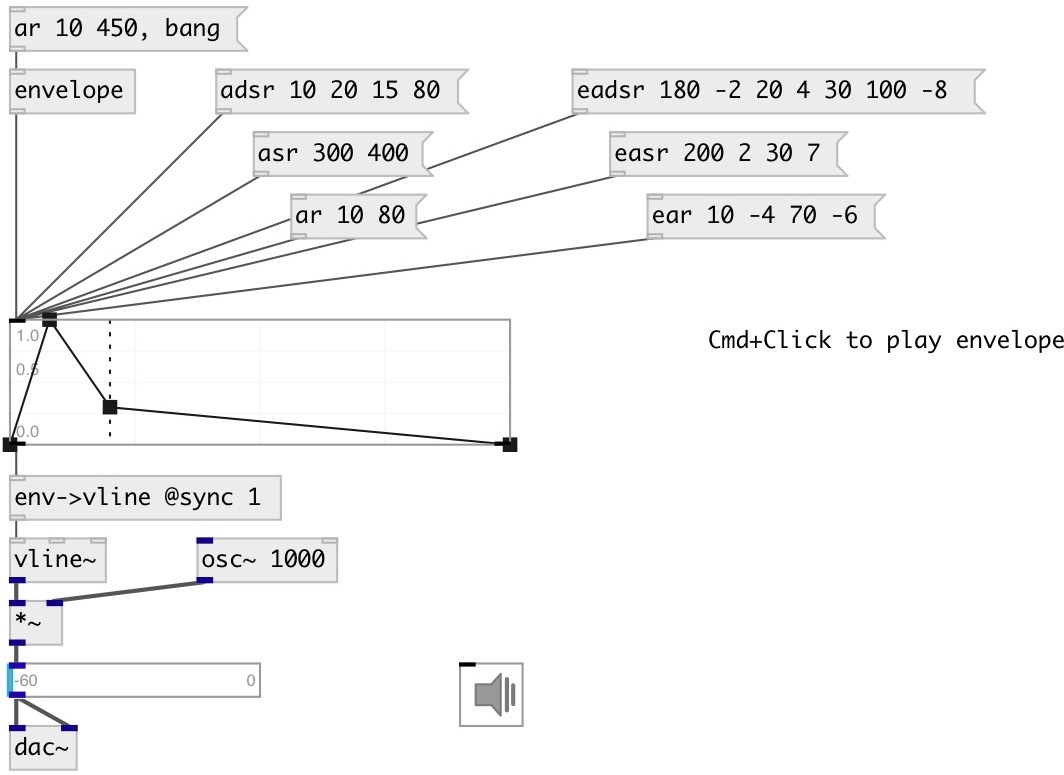 ar 10 450, bang
envelope
adsr 10 20 15 80
eadsr 180 -2 20 4 30 100 -8
asr 300 400
easr 200 2 30 7
ar 10 80
ear 10 -4 70 -6
1.0
0.5
0.0
Cmd+Click to play envelope
env->vline @sync 1
vline~
osc~ 1000
*~
-60
0
dac~